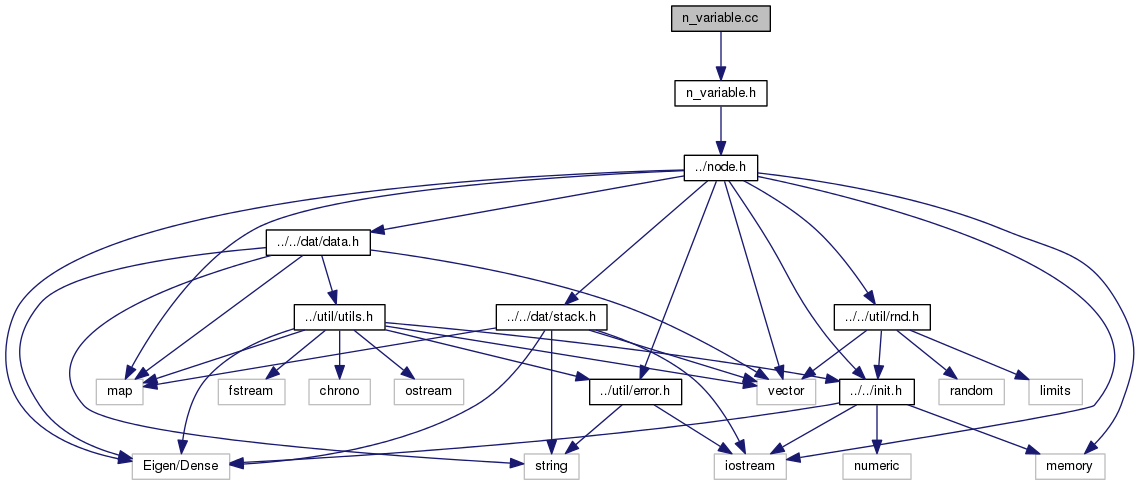 n_variable.cc
n_variable.h
../node.h
../../dat/data.h
../util/utils.h
../../dat/stack.h
../../util/rnd.h
map
fstream
chrono
ostream
../util/error.h
vector
../../init.h
random
limits
Eigen/Dense
string
iostream
numeric
memory